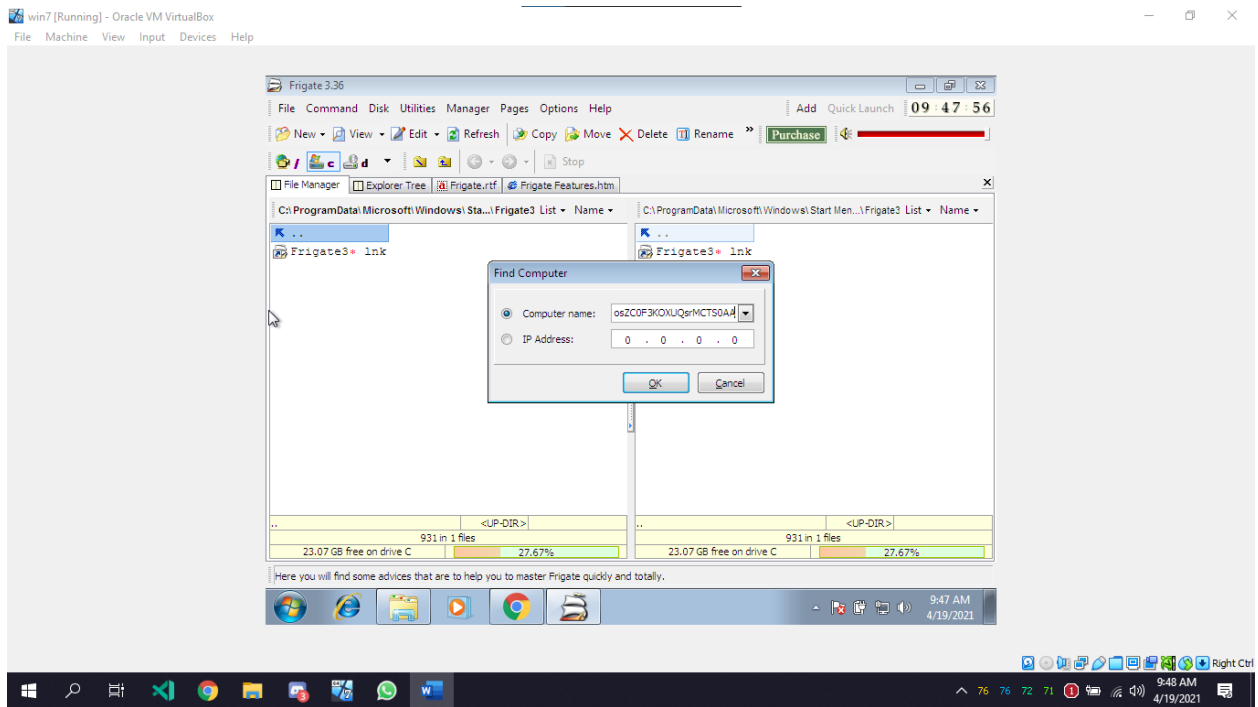 win7 [Running] - Oracle VM VirtualBox
File Machine View Input Devices Help
Frigate 3.36
File Command Disk Utilities Manager Pages Options Help
Add Quick Launch 09:47:56
New View Edit Refresh Copy Move Delete Rename » Purchase
/ c d Stop
File Manager Explorer Tree Frigate.rtf Frigate Features.htm
C:\ProgramData\Microsoft\Windows\Sta...\Frigate3 List Name C:\ProgramData\Microsoft\Windows\Start Men...\Frigate3 List Name
.. ..
Frigate3* lnk Frigate3* lnk
Find Computer
Computer name: osZC0F3KOXUQsrMCTS0AA
IP Address: 0 . 0 . 0 . 0
OK Cancel
.. <UP-DIR> .. <UP-DIR>
931 in 1 files 931 in 1 files
23.07 GB free on drive C 27.67% 23.07 GB free on drive C 27.67%
Here you will find some advices that are to help you to master Frigate quickly and totally.
9:47 AM
4/19/2021
Right Ctrl
76 76 72 71 1 9:48 AM
4/19/2021